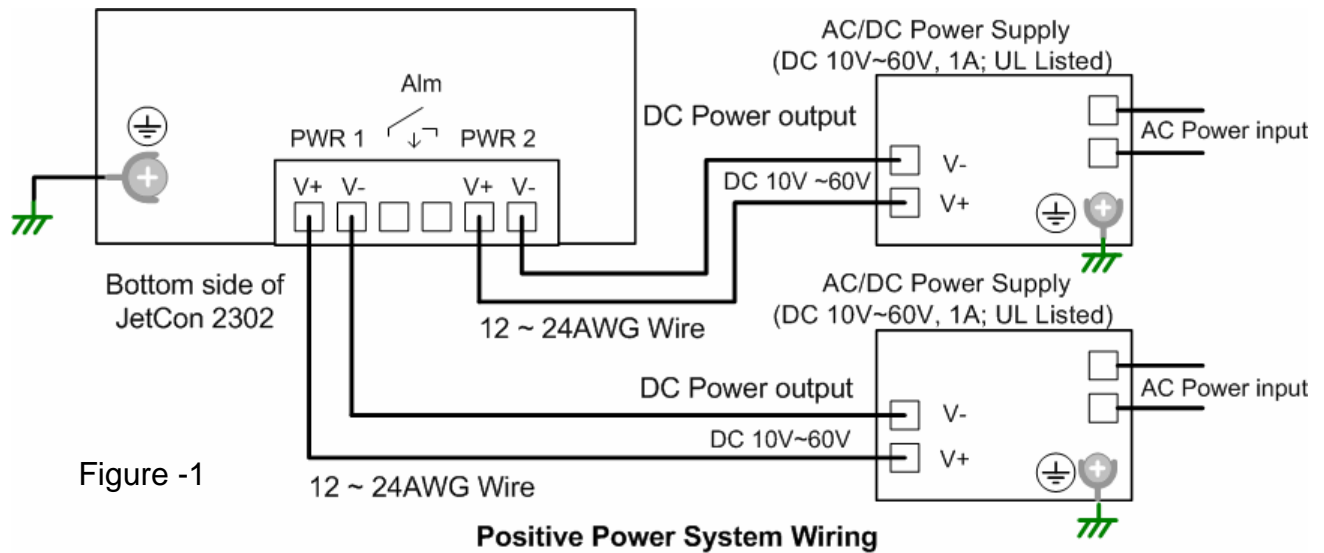 AC/DC Power Supply
(DC 10V~60V, 1A; UL Listed)
Alm
PWR 1
PWR 2
V+ V-
V+ V-
DC Power output
DC 10V ~60V
V-
V+
AC Power input
Bottom side of
JetCon 2302
12 ~ 24AWG Wire
AC/DC Power Supply
(DC 10V~60V, 1A; UL Listed)
DC Power output
DC 10V~60V
V-
V+
AC Power input
Figure -1
12 ~ 24AWG Wire
Positive Power System Wiring